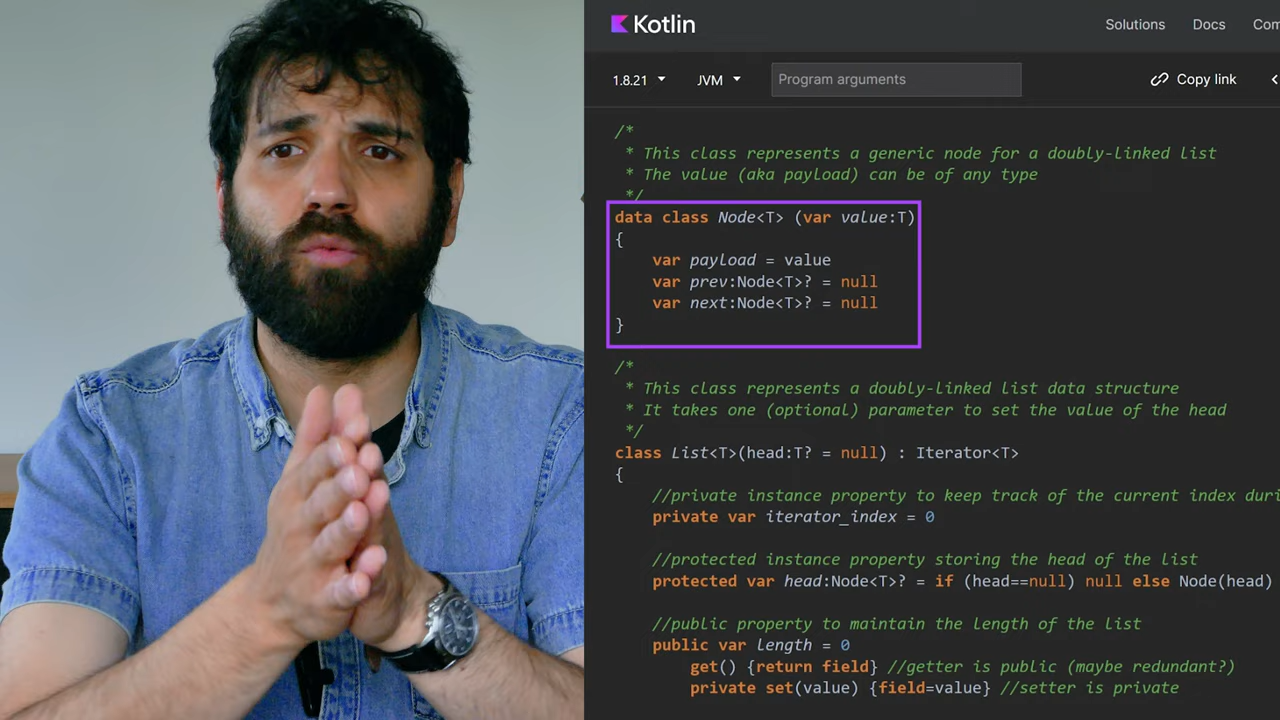 Kotlin
Solutions Docs Com
1.8.21 JVM Program arguments Copy link
/*
* This class represents a generic node for a doubly-linked list
* The value (aka payload) can be of any type
*/
data class Node<T> (var value:T)
{
var payload = value
var prev:Node<T>? = null
var next:Node<T>? = null
}
/*
* This class represents a doubly-linked list data structure
* It takes one (optional) parameter to set the value of the head
*/
class List<T>(head:T? = null) : Iterator<T>
{
//private instance property to keep track of the current index duri
private var iterator_index = 0
//protected instance property storing the head of the list
protected var head:Node<T>? = if (head==null) null else Node(head)
//public property to maintain the length of the list
public var length = 0
get() {return field} //getter is public (maybe redundant?)
private set(value) {field=value} //setter is private